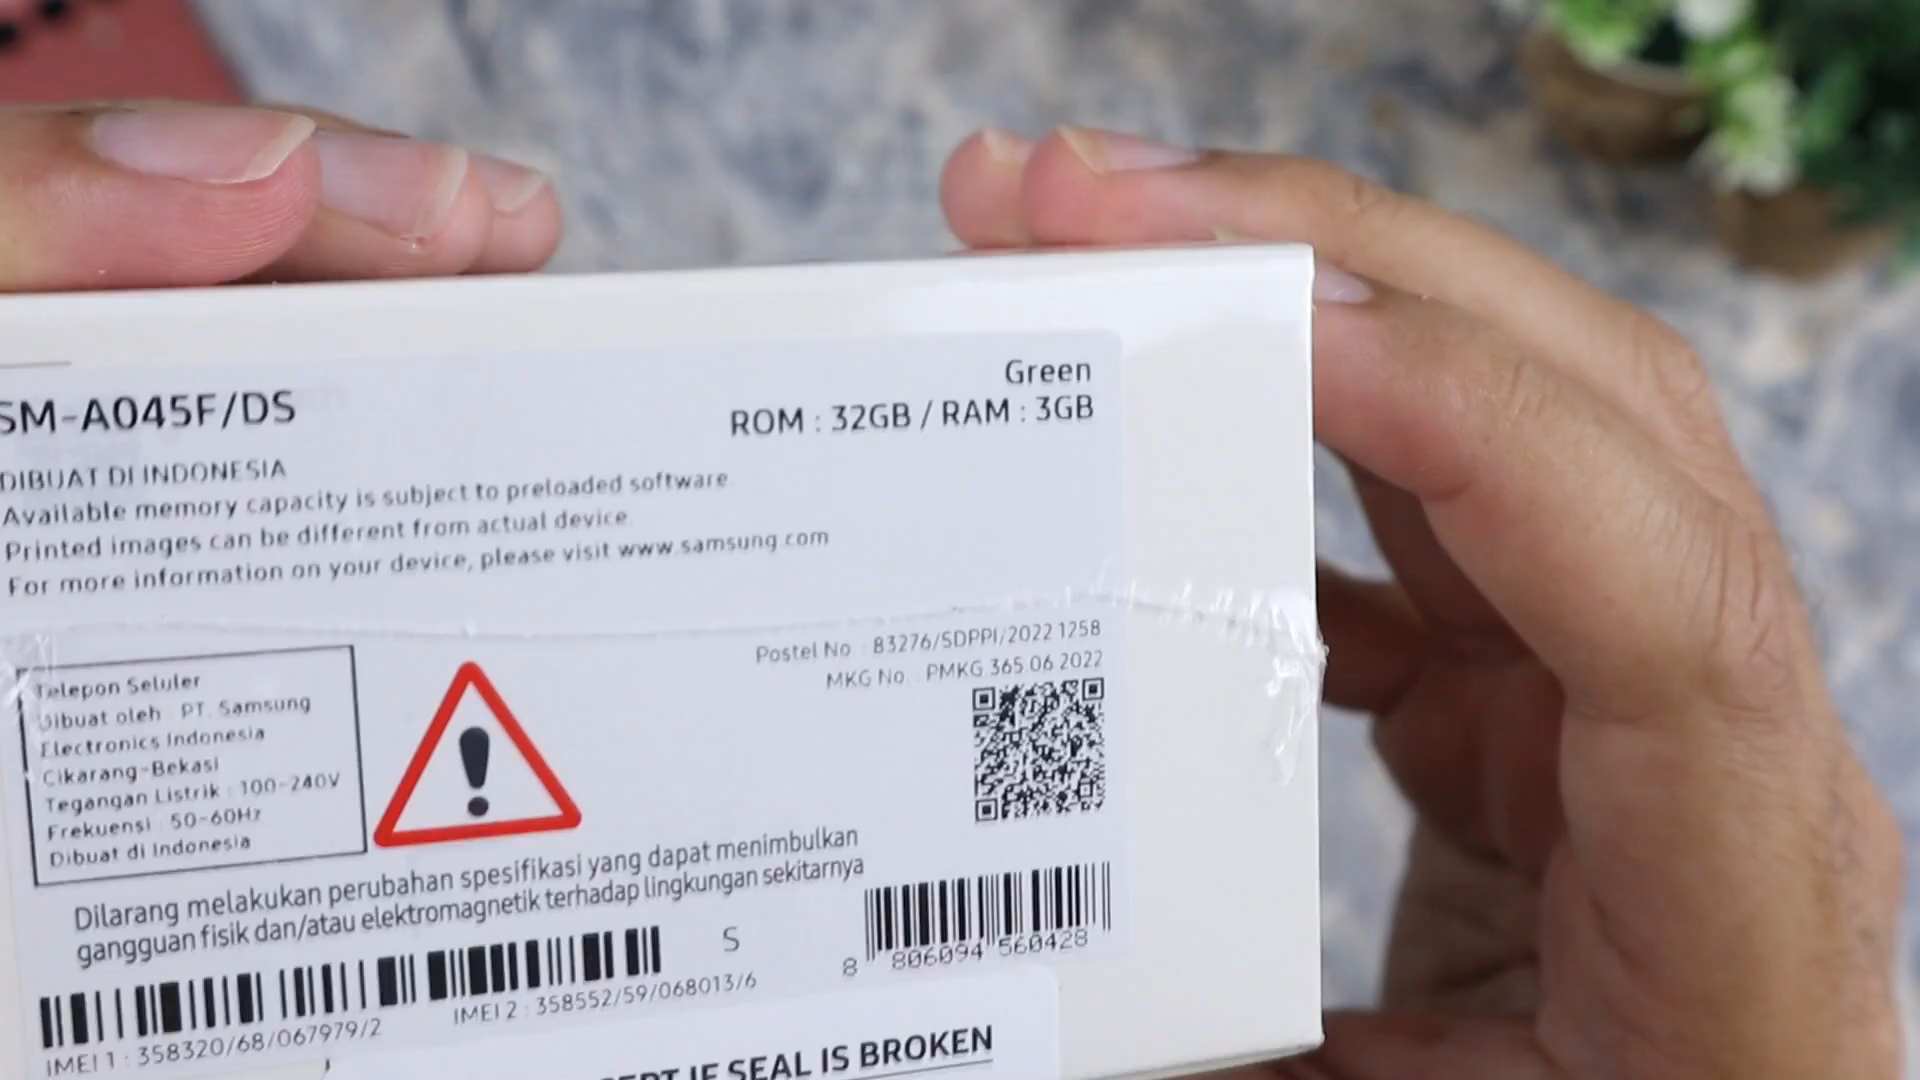 SM-A045F/DS
Green
ROM : 32GB / RAM : 3GB
DIBUAT DI INDONESIA
Available memory capacity is subject to preloaded software.
Printed images can be different from actual device.
For more information on your device, please visit www.samsung.com
Postel No. : 83276/SDPPI/2022 1258
MKG No. : PMKG.365.06.2022
Telepon Seluler
Dibuat oleh : PT. Samsung
Electronics Indonesia
Cikarang-Bekasi
Tegangan Listrik : 100-240V
Frekuensi : 50-60Hz
Dibuat di Indonesia
Dilarang melakukan perubahan spesifikasi yang dapat menimbulkan
gangguan fisik dan/atau elektromagnetik terhadap lingkungan sekitarnya
S
8 806094 560428
IMEI 1 : 358320/68/067979/2
IMEI 2 : 358552/59/068013/6
IF SEAL IS BROKEN